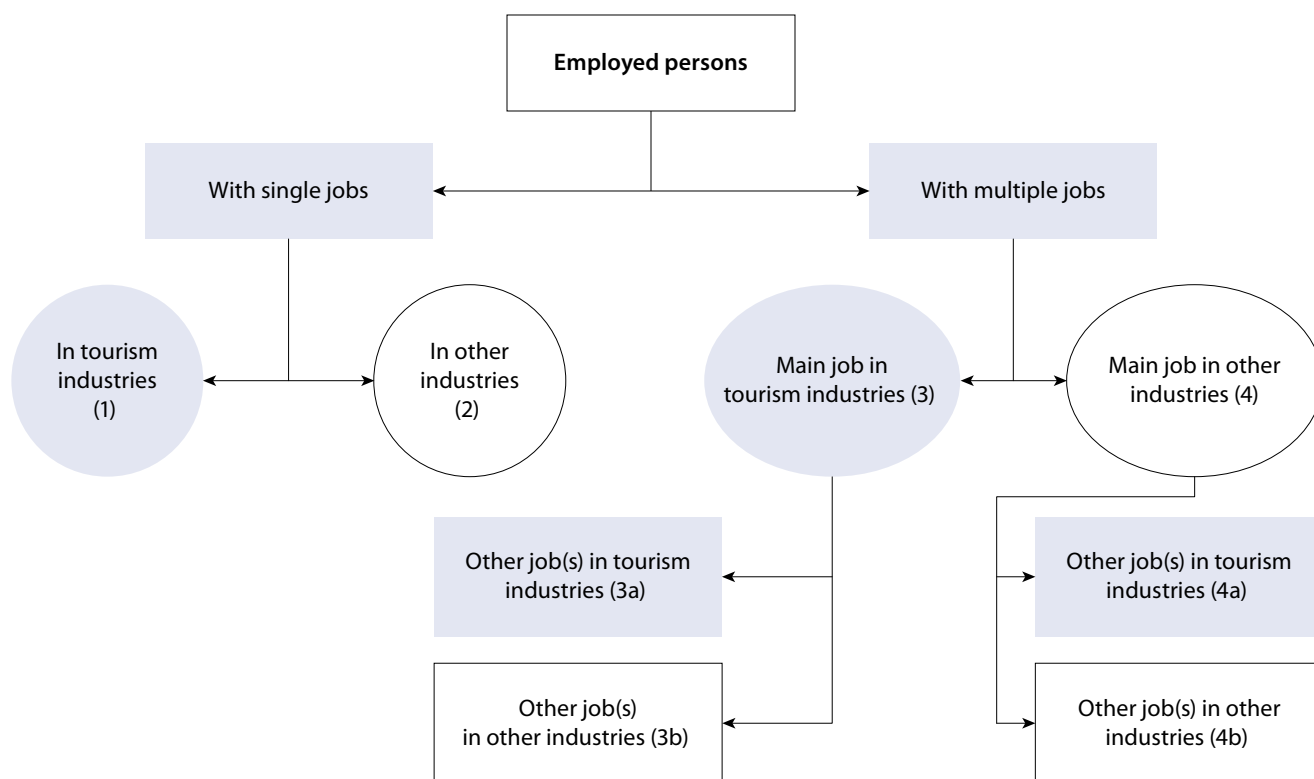 Employed persons
With single jobs
With multiple jobs
In tourism
industries
(1)
In other
industries
(2)
Main job in
tourism industries (3)
Main job in other
industries (4)
Other job(s) in tourism
industries (3a)
Other job(s) in tourism
industries (4a)
Other job(s)
in other industries (3b)
Other job(s) in other
industries (4b)